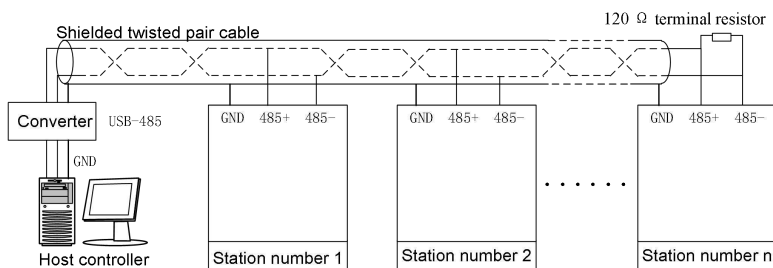 120 Ω terminal resistor
Shielded twisted pair cable
Converter
USB-485
GND
Host controller
GND 485+ 485-
Station number 1
GND 485+ 485-
Station number 2
······
GND 485+ 485-
Station number n